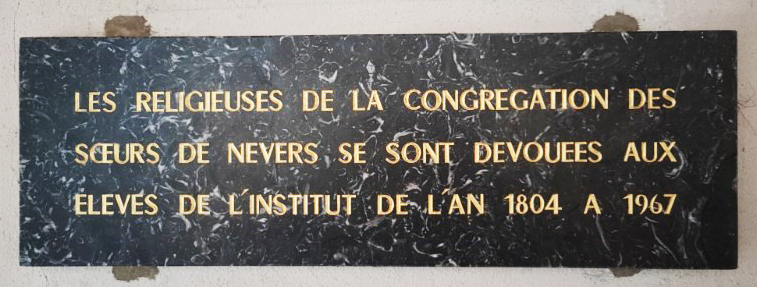 LES RELIGIEUSES DE LA CONGREGATION DES
SŒURS DE NEVERS SE SONT DEVOUEES AUX
ELEVES DE L'INSTITUT DE L'AN 1804 A 1967